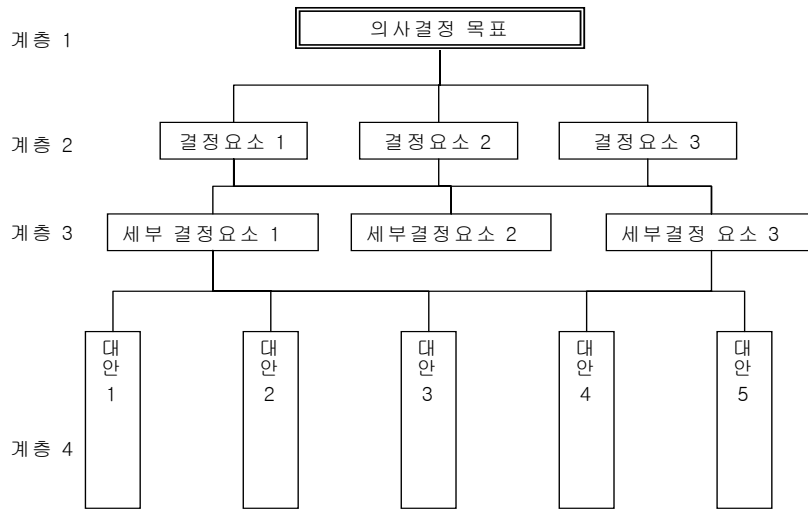 계층 1
의사결정 목표
계층 2
결정요소 1
결정요소 2
결정요소 3
계층 3
세부 결정요소 1
세부결정요소 2
세부결정 요소 3
계층 4
대안 1
대안 2
대안 3
대안 4
대안 5